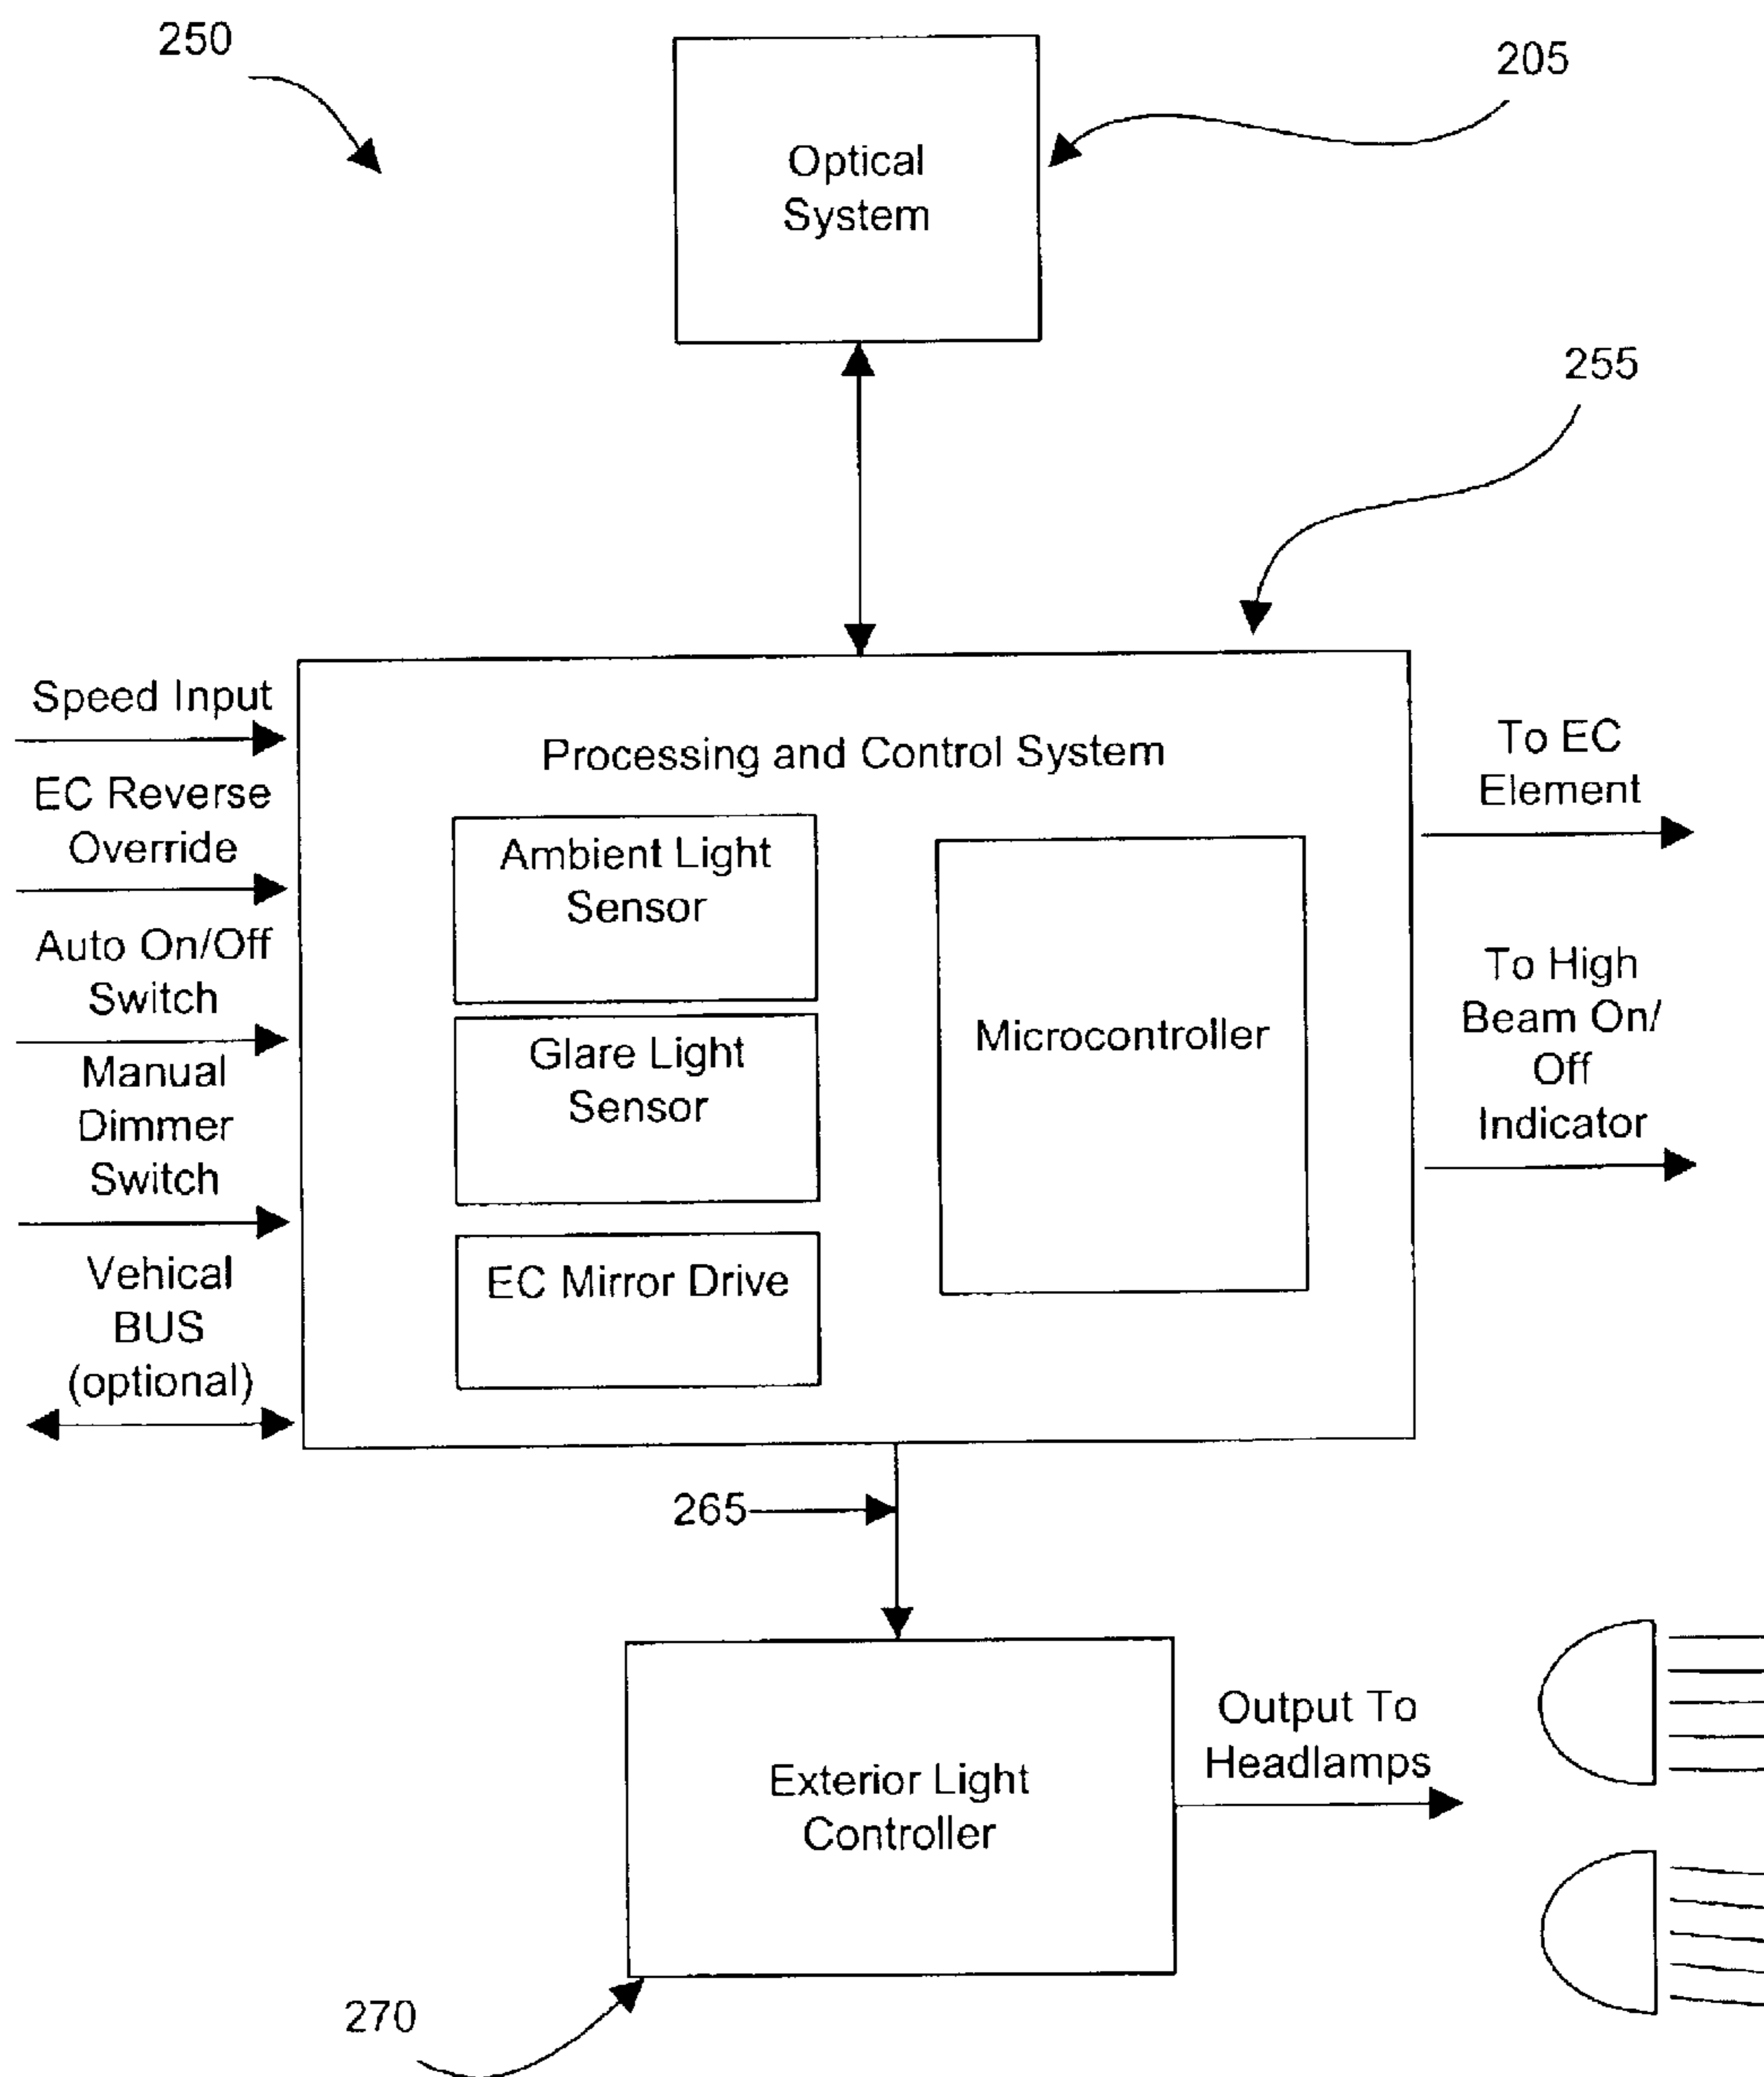 250
205
Optical
System
255
Speed Input
EC Reverse
Override
Auto On/Off
Switch
Manual
Dimmer
Switch
Vehical
BUS
(optional)
Processing and Control System
Ambient Light
Sensor
Glare Light
Sensor
EC Mirror Drive
Microcontroller
To EC
Element
To High
Beam On/
Off
Indicator
265
Exterior Light
Controller
Output To
Headlamps
270